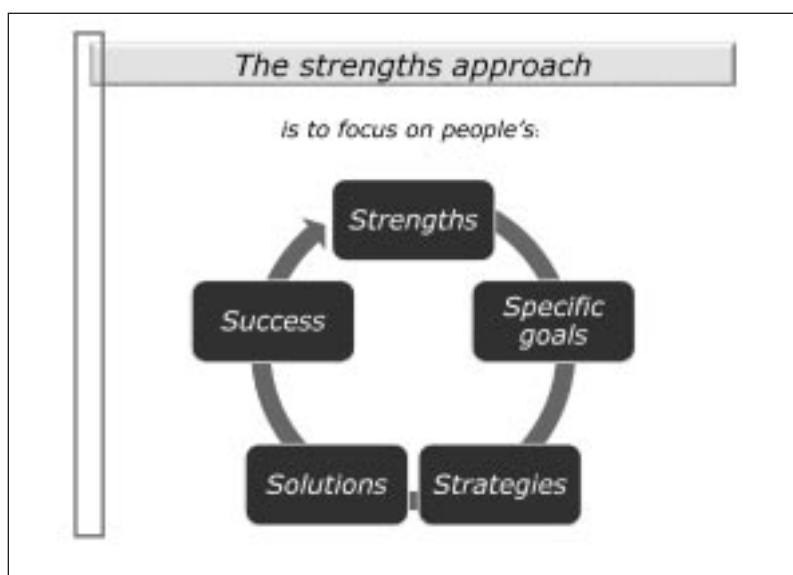 The strengths approach
is to focus on people's:
Strengths
Specific
goals
Strategies
Solutions
Success